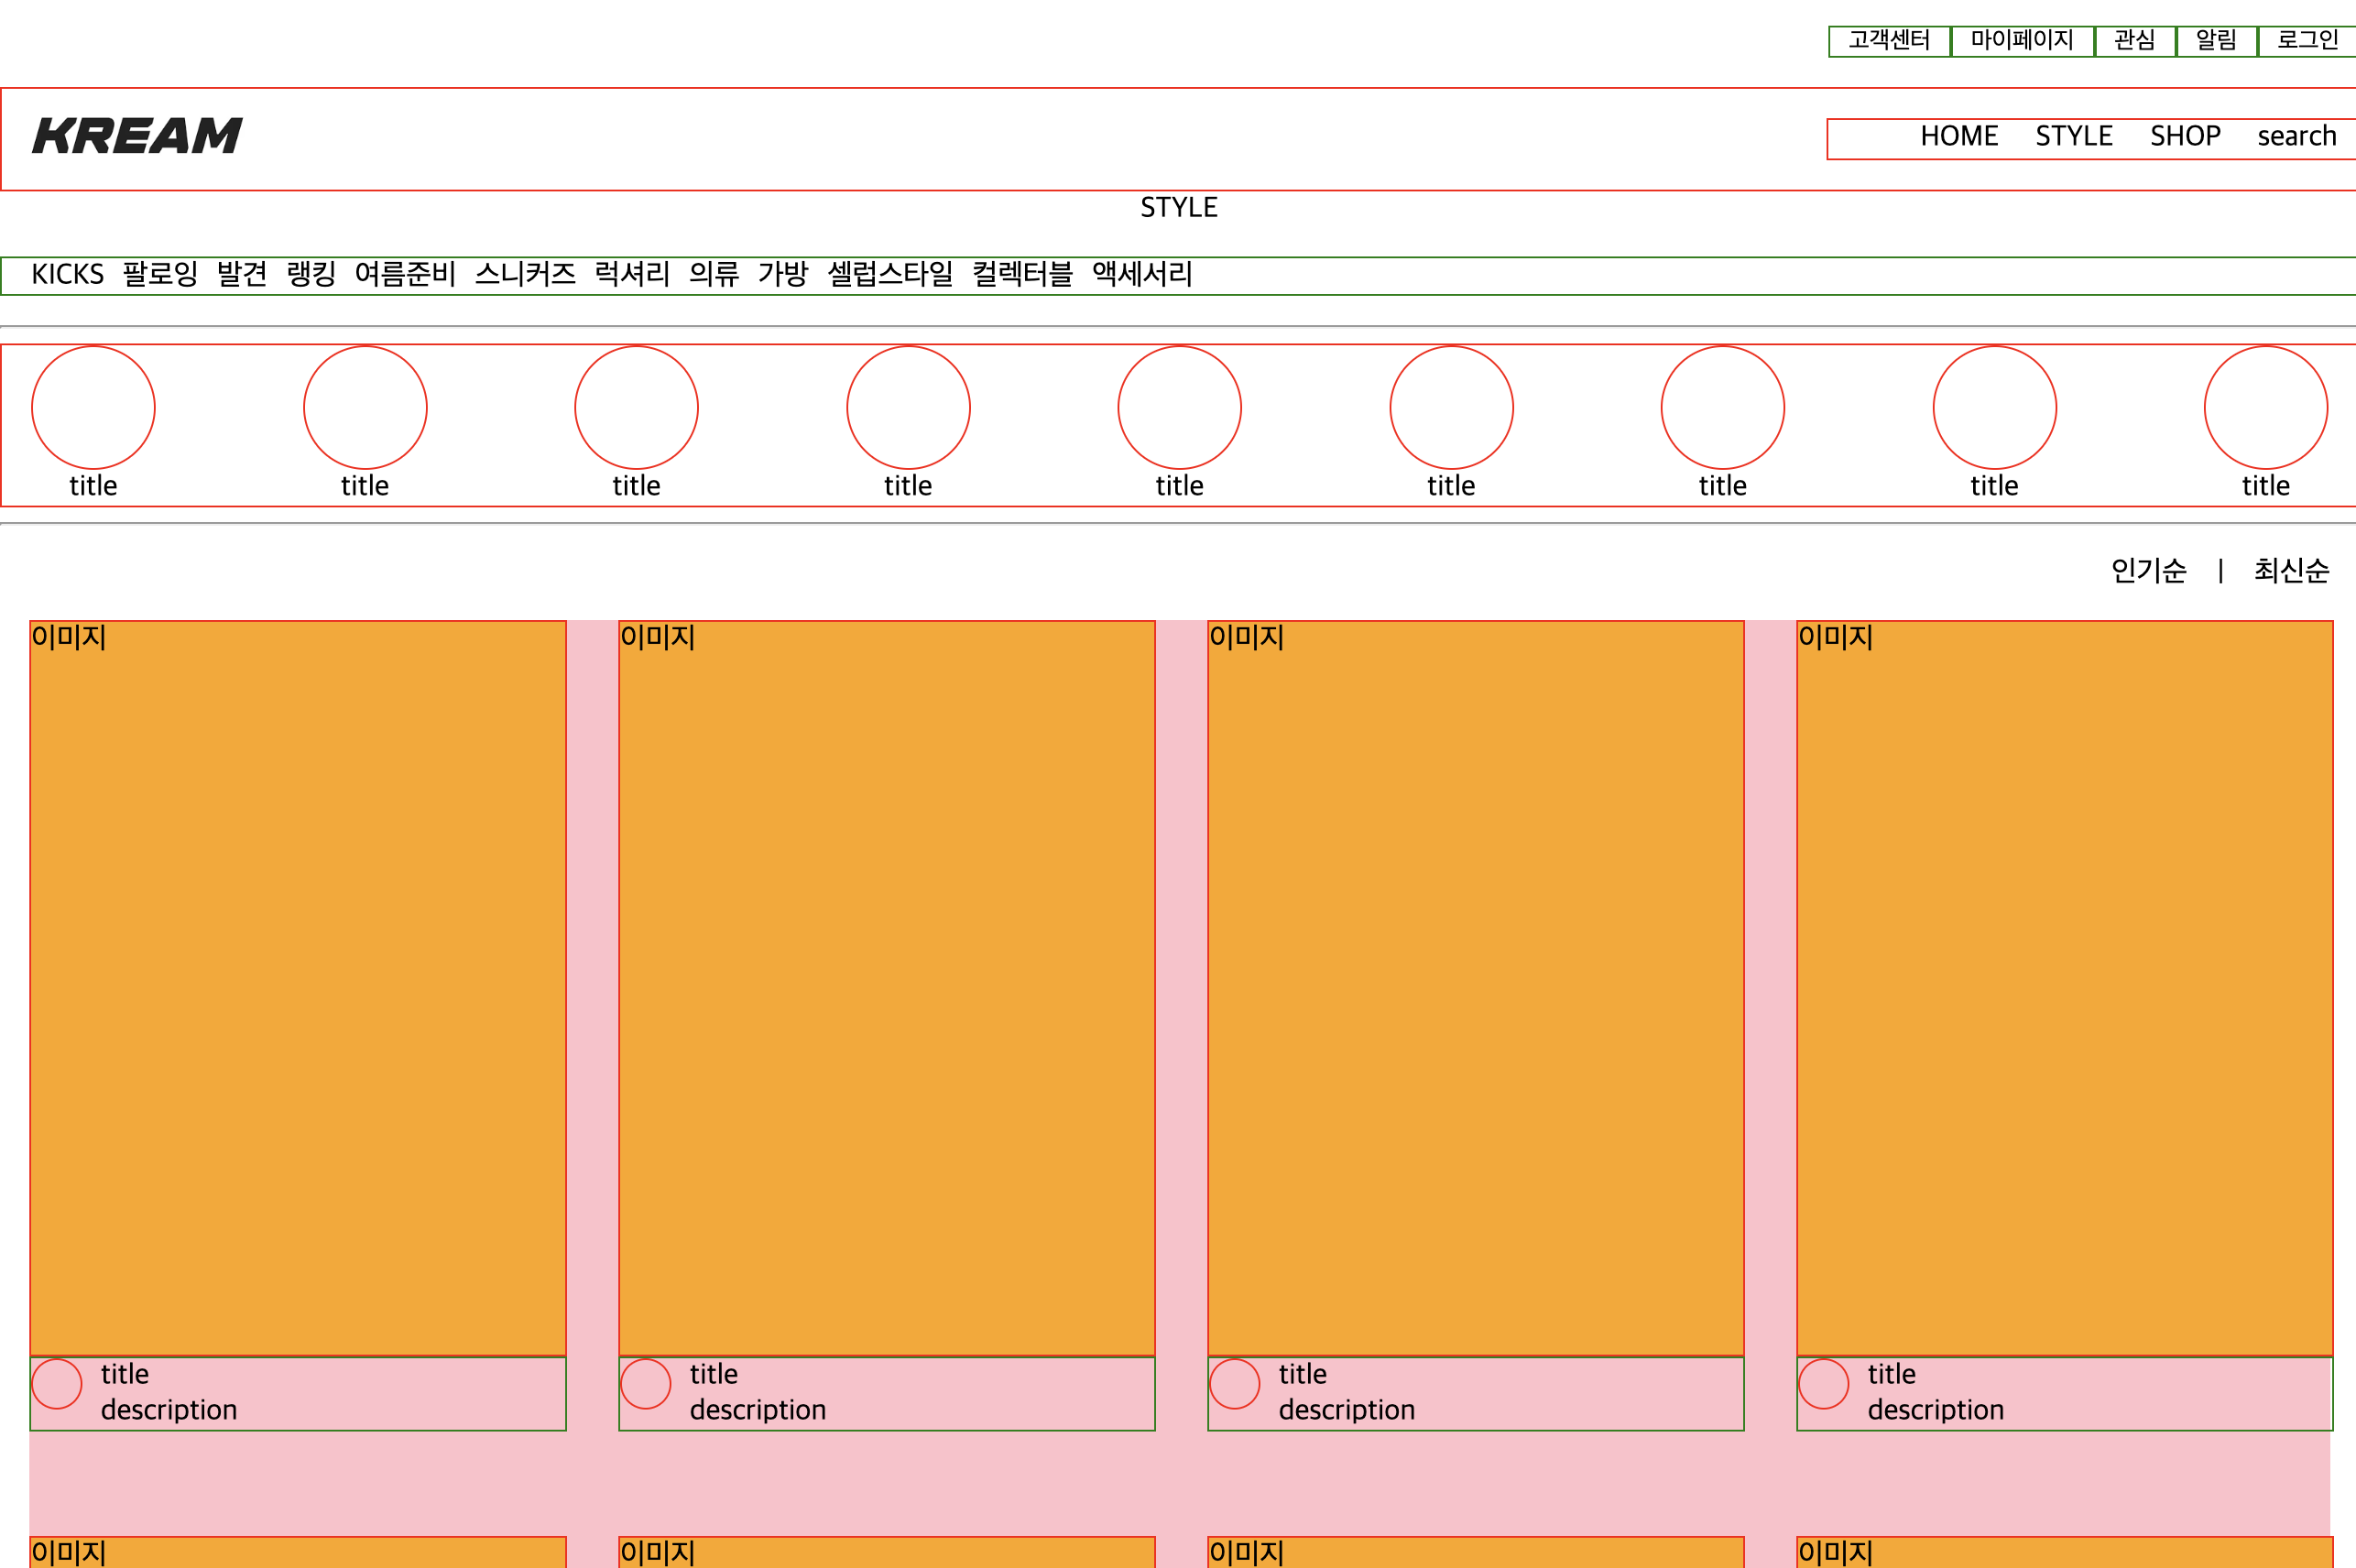 고객센터 마이페이지 관심 알림 로그인
KREAM HOME STYLE SHOP search
STYLE
KICKS 팔로잉 발견 랭킹 여름준비 스니커즈 럭셔리 의류 가방 셀럽스타일 컬렉터블 액세서리
title title title title title title title title title
인기순 | 최신순
이미지 이미지 이미지 이미지
title title title title
description description description description
이미지 이미지 이미지 이미지